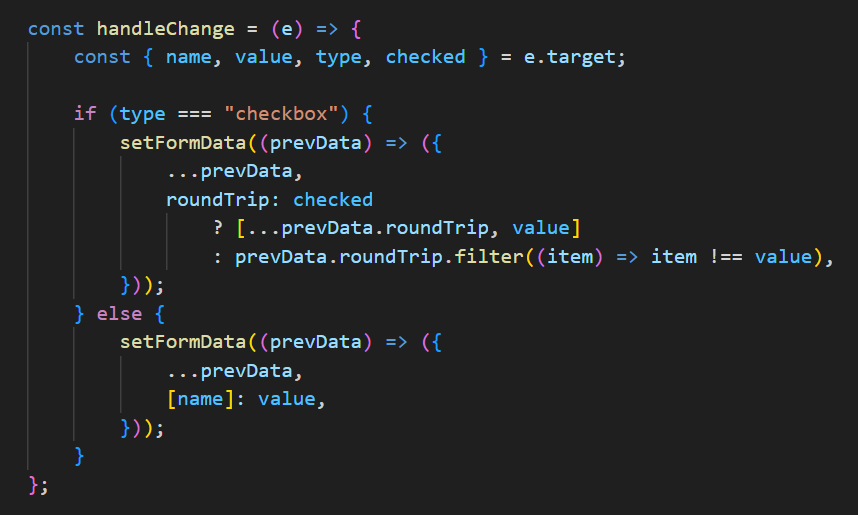 const handleChange = (e) => {
    const { name, value, type, checked } = e.target;

    if (type === "checkbox") {
        setFormData((prevData) => ({
            ...prevData,
            roundTrip: checked
                ? [...prevData.roundTrip, value]
                : prevData.roundTrip.filter((item) => item !== value),
        }));
    } else {
        setFormData((prevData) => ({
            ...prevData,
            [name]: value,
        }));
    }
};